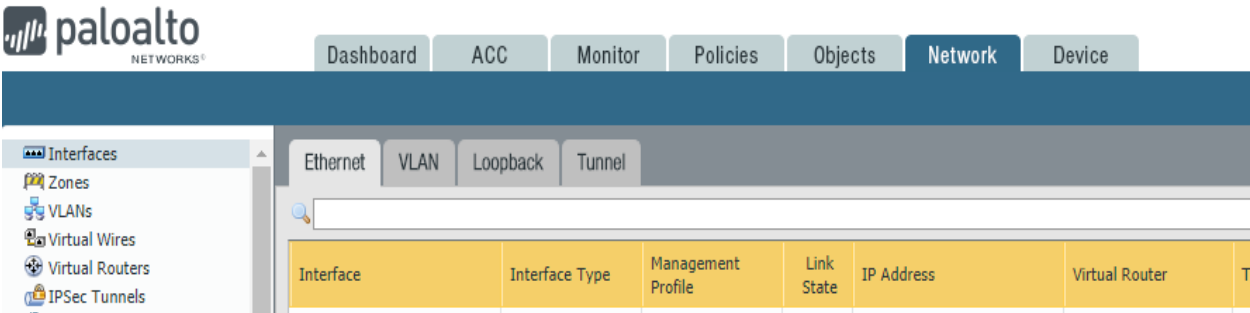 paloalto
NETWORKS®
Dashboard ACC Monitor Policies Objects Network Device
Interfaces
Zones
VLANs
Virtual Wires
Virtual Routers
IPSec Tunnels
Ethernet VLAN Loopback Tunnel
Interface Interface Type Management Profile Link State IP Address Virtual Router T